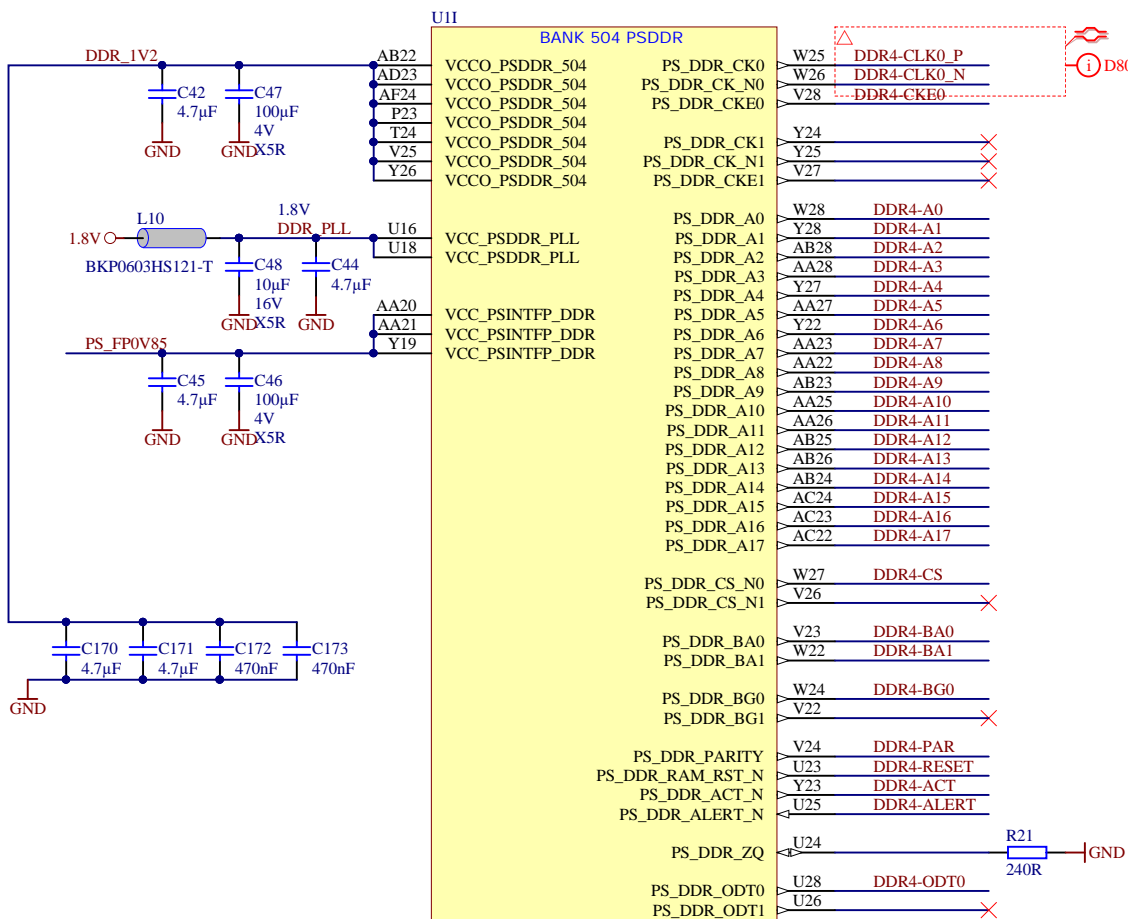 U1I
BANK 504 PSDDR
DDR_1V2
AB22 VCCO_PSDDR_504
AD23 VCCO_PSDDR_504
AF24 VCCO_PSDDR_504
P23 VCCO_PSDDR_504
T24 VCCO_PSDDR_504
V25 VCCO_PSDDR_504
Y26 VCCO_PSDDR_504
C42
4.7µF
GND
C47
100µF
4V
X5R
GND
1.8V
L10
BKP0603HS121-T
1.8V
DDR_PLL
U16 VCC_PSDDR_PLL
U18 VCC_PSDDR_PLL
C48
10µF
16V
X5R
GND
C44
4.7µF
GND
AA20 VCC_PSINTFP_DDR
AA21 VCC_PSINTFP_DDR
Y19 VCC_PSINTFP_DDR
PS_FP0V85
C45
4.7µF
GND
C46
100µF
4V
X5R
GND
C170
4.7µF
C171
4.7µF
C172
470nF
C173
470nF
GND
PS_DDR_CK0 W25 DDR4-CLK0_P
PS_DDR_CK_N0 W26 DDR4-CLK0_N
PS_DDR_CKE0 V28 DDR4-CKE0
i D80
PS_DDR_CK1 Y24
PS_DDR_CK_N1 Y25
PS_DDR_CKE1 V27
PS_DDR_A0 W28 DDR4-A0
PS_DDR_A1 Y28 DDR4-A1
PS_DDR_A2 AB28 DDR4-A2
PS_DDR_A3 AA28 DDR4-A3
PS_DDR_A4 Y27 DDR4-A4
PS_DDR_A5 AA27 DDR4-A5
PS_DDR_A6 Y22 DDR4-A6
PS_DDR_A7 AA23 DDR4-A7
PS_DDR_A8 AA22 DDR4-A8
PS_DDR_A9 AB23 DDR4-A9
PS_DDR_A10 AA25 DDR4-A10
PS_DDR_A11 AA26 DDR4-A11
PS_DDR_A12 AB25 DDR4-A12
PS_DDR_A13 AB26 DDR4-A13
PS_DDR_A14 AB24 DDR4-A14
PS_DDR_A15 AC24 DDR4-A15
PS_DDR_A16 AC23 DDR4-A16
PS_DDR_A17 AC22 DDR4-A17
PS_DDR_CS_N0 W27 DDR4-CS
PS_DDR_CS_N1 V26
PS_DDR_BA0 V23 DDR4-BA0
PS_DDR_BA1 W22 DDR4-BA1
PS_DDR_BG0 W24 DDR4-BG0
PS_DDR_BG1 V22
PS_DDR_PARITY V24 DDR4-PAR
PS_DDR_RAM_RST_N U23 DDR4-RESET
PS_DDR_ACT_N Y23 DDR4-ACT
PS_DDR_ALERT_N U25 DDR4-ALERT
PS_DDR_ZQ U24
R21
240R
GND
PS_DDR_ODT0 U28 DDR4-ODT0
PS_DDR_ODT1 U26